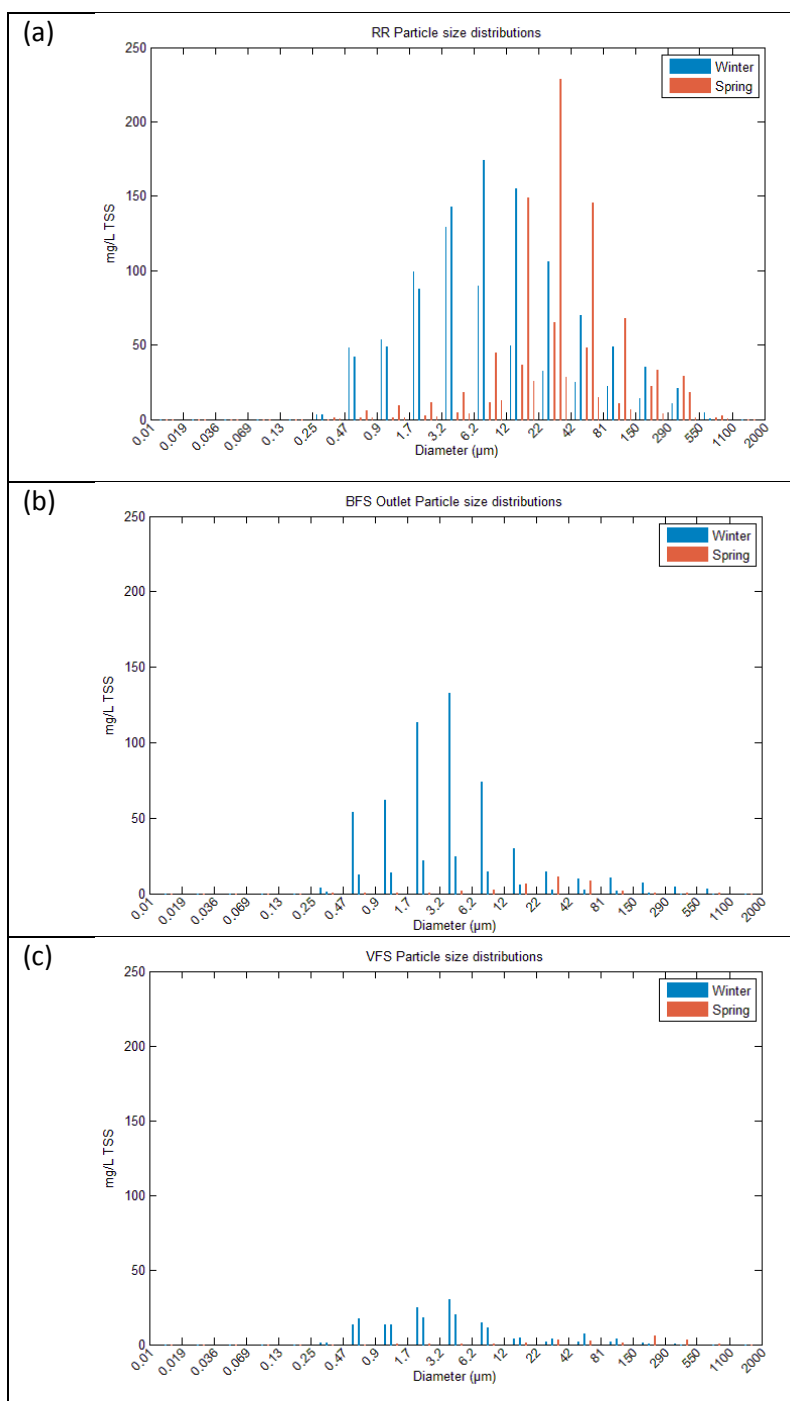 (a)
RR Particle size distributions
250
200
150
100
50
0
mg/L TSS
Winter
Spring
0.01 0.019 0.036 0.069 0.13 0.25 0.47 0.9 1.7 3.2 6.2 12 22 42 81 150 290 550 1100 2000
Diameter (µm)
(b)
BFS Outlet Particle size distributions
250
200
150
100
50
0
mg/L TSS
Winter
Spring
0.01 0.019 0.036 0.069 0.13 0.25 0.47 0.9 1.7 3.2 6.2 12 22 42 81 150 290 550 1100 2000
Diameter (µm)
(c)
VFS Particle size distributions
250
200
150
100
50
0
mg/L TSS
Winter
Spring
0.01 0.019 0.036 0.069 0.13 0.25 0.47 0.9 1.7 3.2 6.2 12 22 42 81 150 290 550 1100 2000
Diameter (µm)